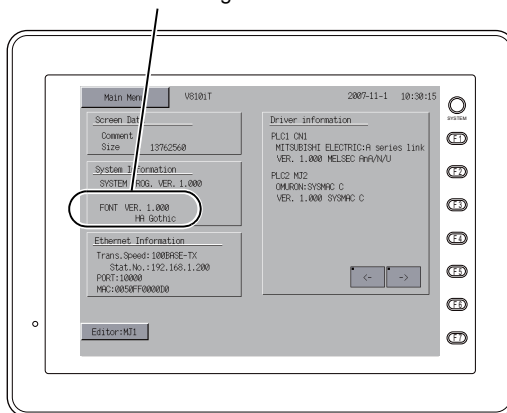 Main Men
V810iT
2007-11-1 10:30:15
Screen Dat
Comment
Size 13762560
System Information
SYSTEM PROG. VER. 1.000
FONT VER. 1.000
HA Gothic
Ethernet Information
Trans.Speed:100BASE-TX
Stat.No.:192.168.1.200
PORT:10000
MAC:0050FF0000D0
Editor:MJ1
Driver information
PLC1 CN1
MITSUBISHI ELECTRIC:A series link
VER. 1.000 MELSEC AnA/N/U
PLC2 MJ2
OMURON:SYSMAC C
VER. 1.000 SYSMAC C
<-
->
SYSTEM
F1
F2
F3
F4
F5
F6
F7